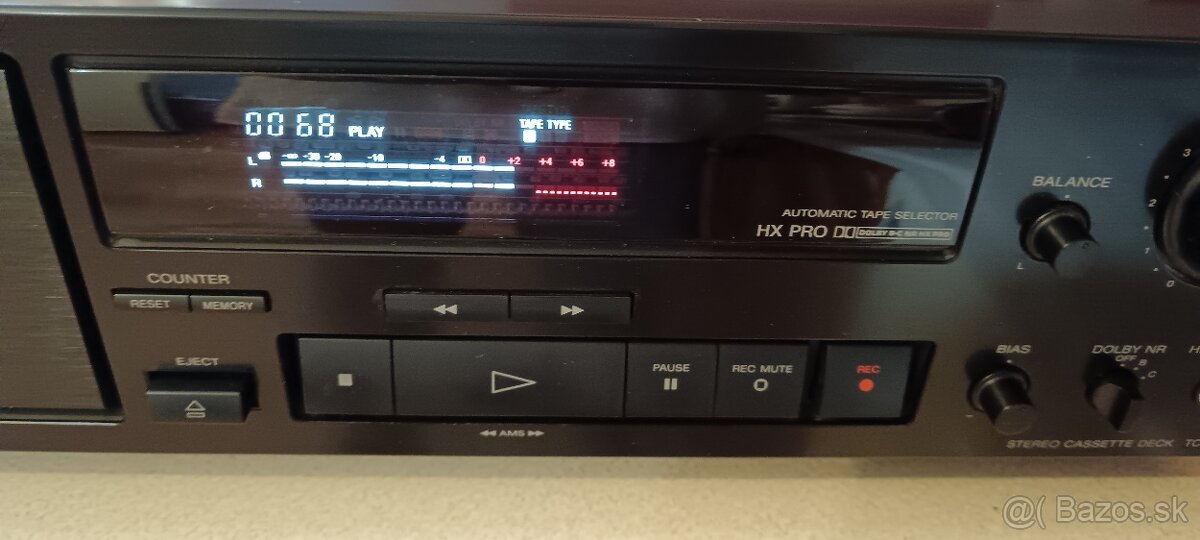 0068 PLAY TAPE TYPE
L -∞ -30 -20 -10 -4 0 +2 +4 +6 +8
R
AUTOMATIC TAPE SELECTOR
HX PRO DOLBY B-C NR HX PRO
BALANCE
L
3
2
1
0
COUNTER
RESET MEMORY
EJECT
PAUSE
REC MUTE
REC
AMS
BIAS
-
DOLBY NR
OFF
B
C
H
STEREO CASSETTE DECK TC
@( Bazos.sk